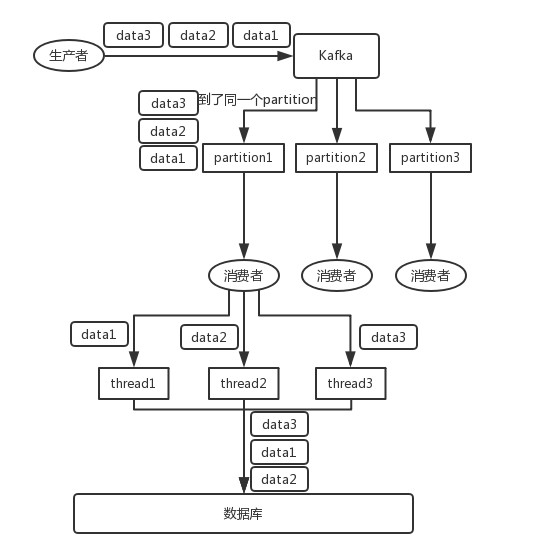 data3
data2
data1
生产者
Kafka
data3
到了同一个partition
data2
data1
partition1
partition2
partition3
消费者
消费者
消费者
data1
data2
data3
thread1
thread2
thread3
data3
data1
data2
数据库